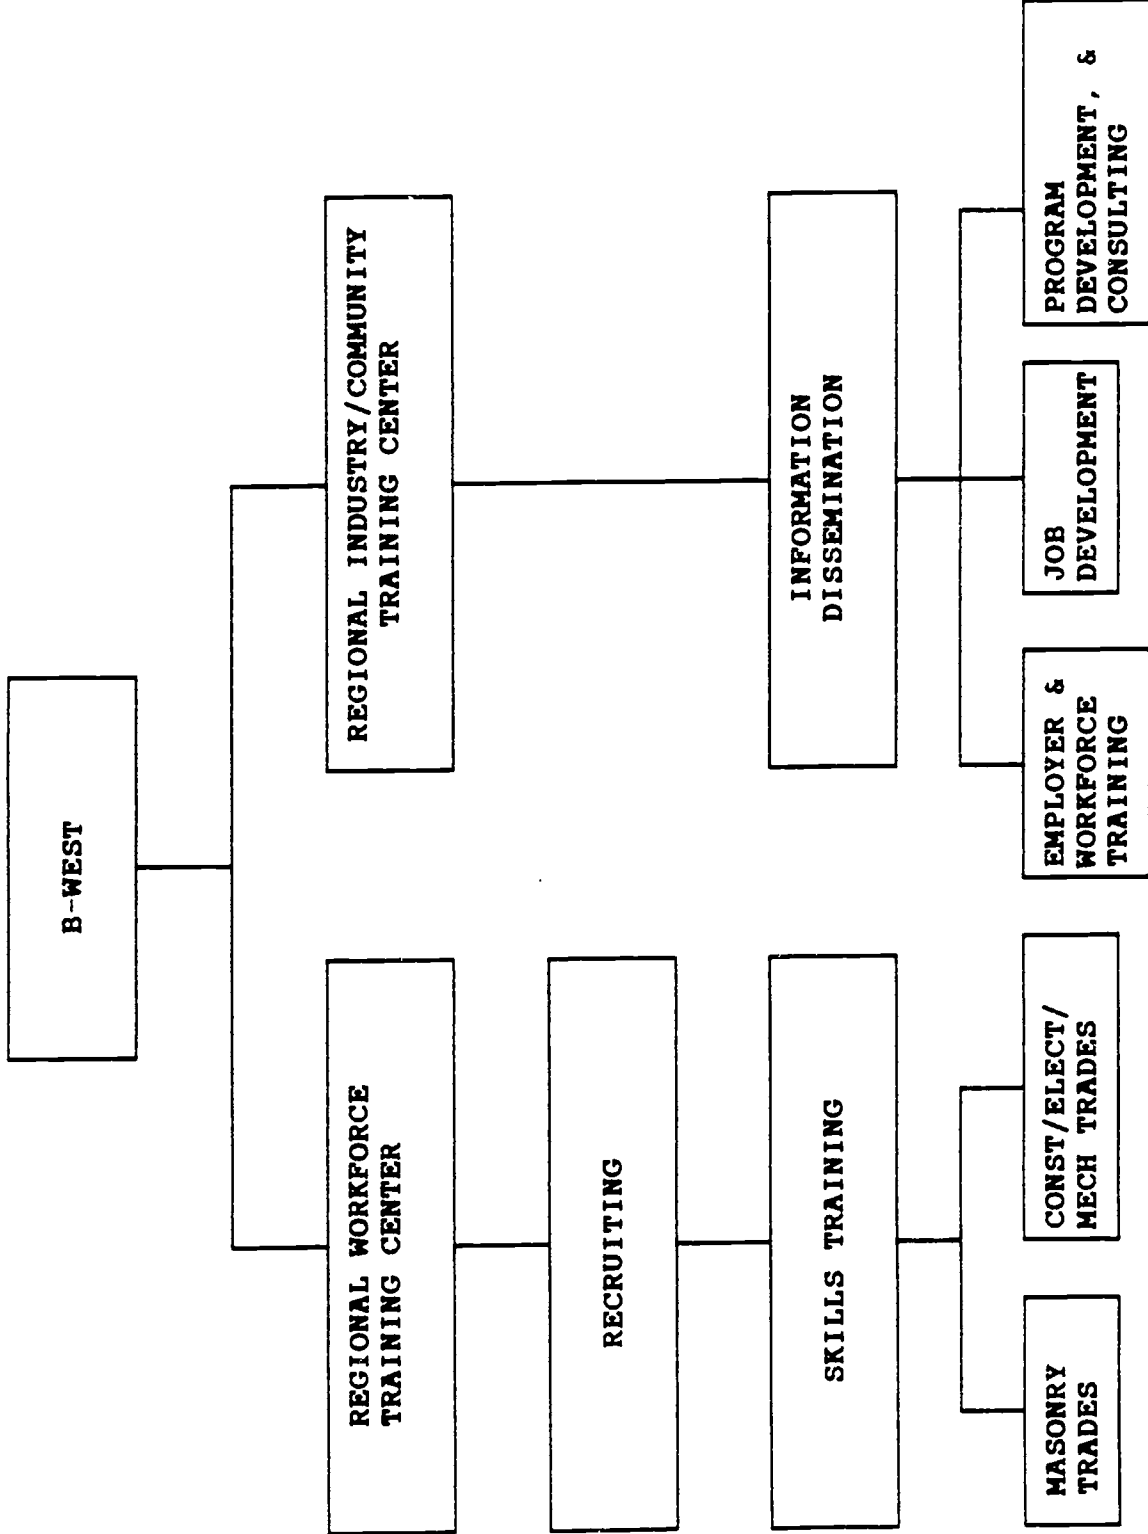 B-WEST
REGIONAL WORKFORCE
TRAINING CENTER
REGIONAL INDUSTRY/COMMUNITY
TRAINING CENTER
RECRUITING
SKILLS TRAINING
INFORMATION
DISSEMINATION
MASONRY
TRADES
CONST/ELECT/
MECH TRADES
EMPLOYER &
WORKFORCE
TRAINING
JOB
DEVELOPMENT
PROGRAM
DEVELOPMENT, &
CONSULTING